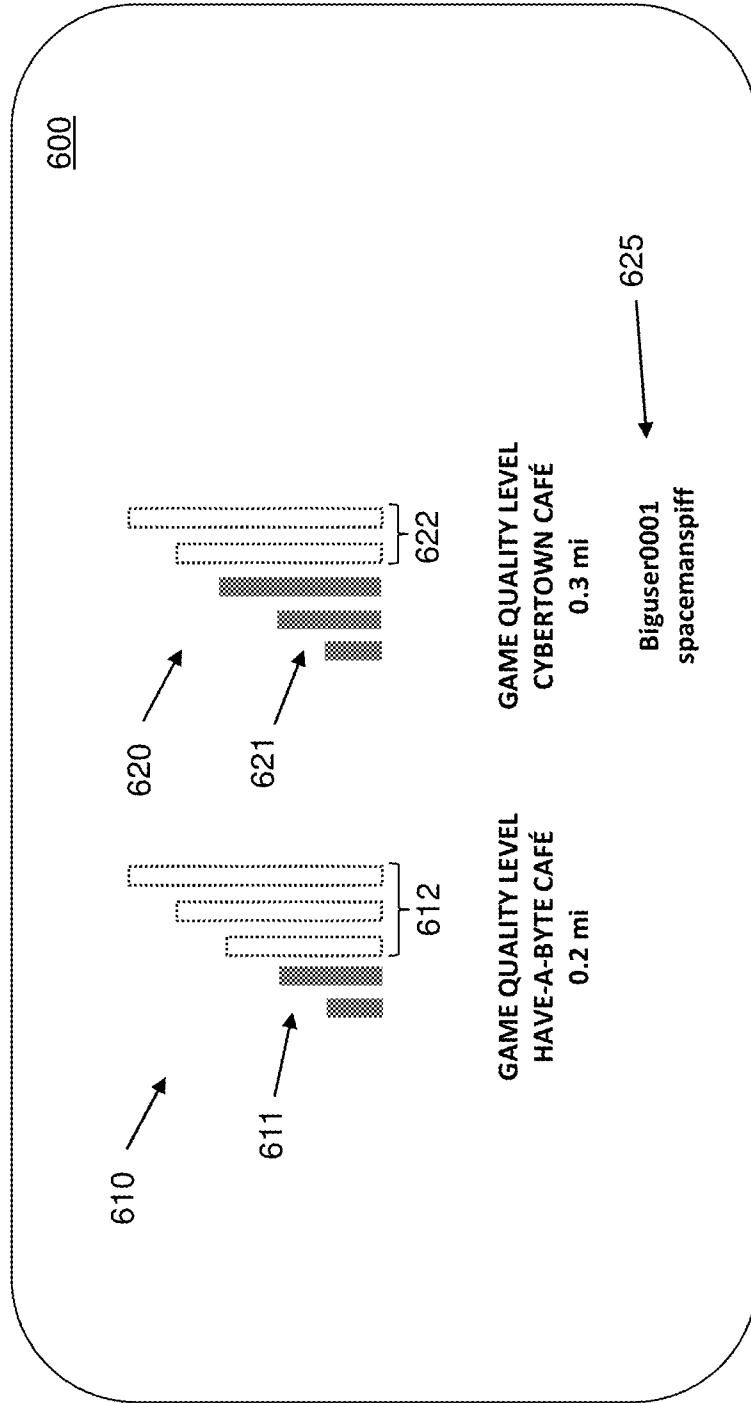 600
610
611
612
GAME QUALITY LEVEL
HAVE-A-BYTE CAFÉ
0.2 mi
620
621
622
GAME QUALITY LEVEL
CYBERTOWN CAFÉ
0.3 mi
Biguser0001
spacemanspiff
625